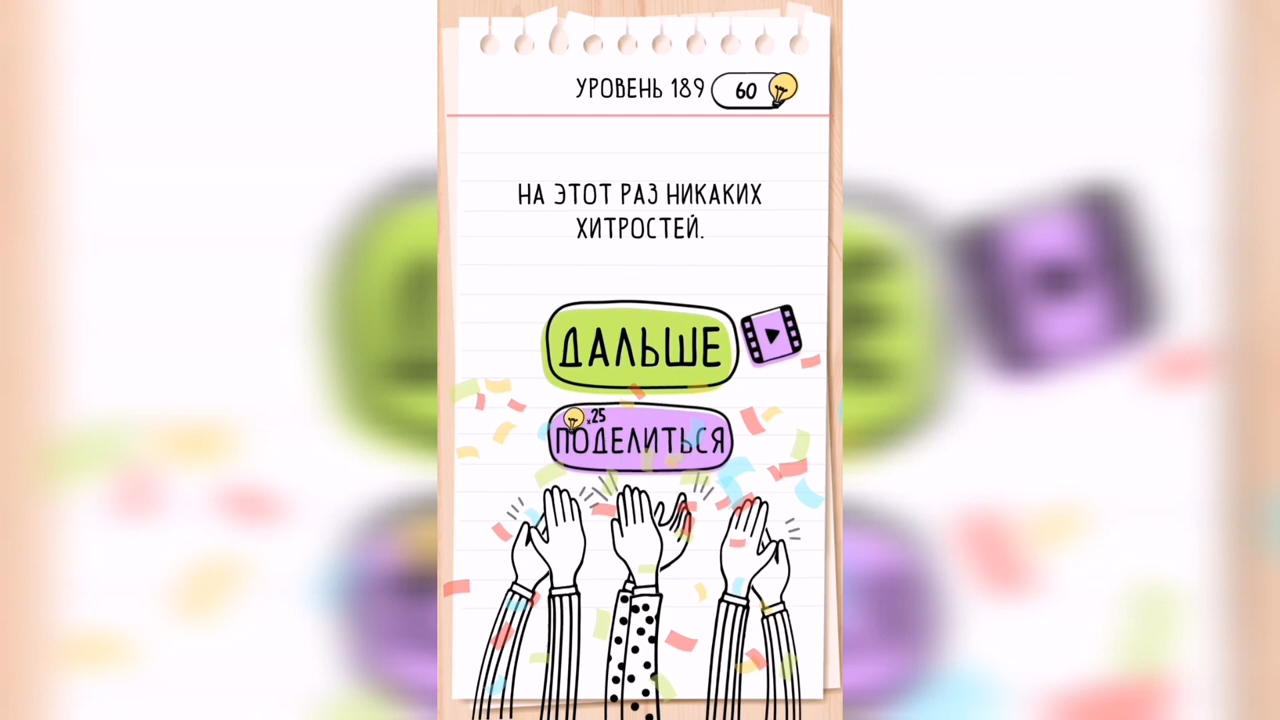 УРОВЕНЬ 189 60
НА ЭТОТ РАЗ НИКАКИХ
ХИТРОСТЕЙ.
ДАЛЬШЕ
x25
ПОДЕЛИТЬСЯ